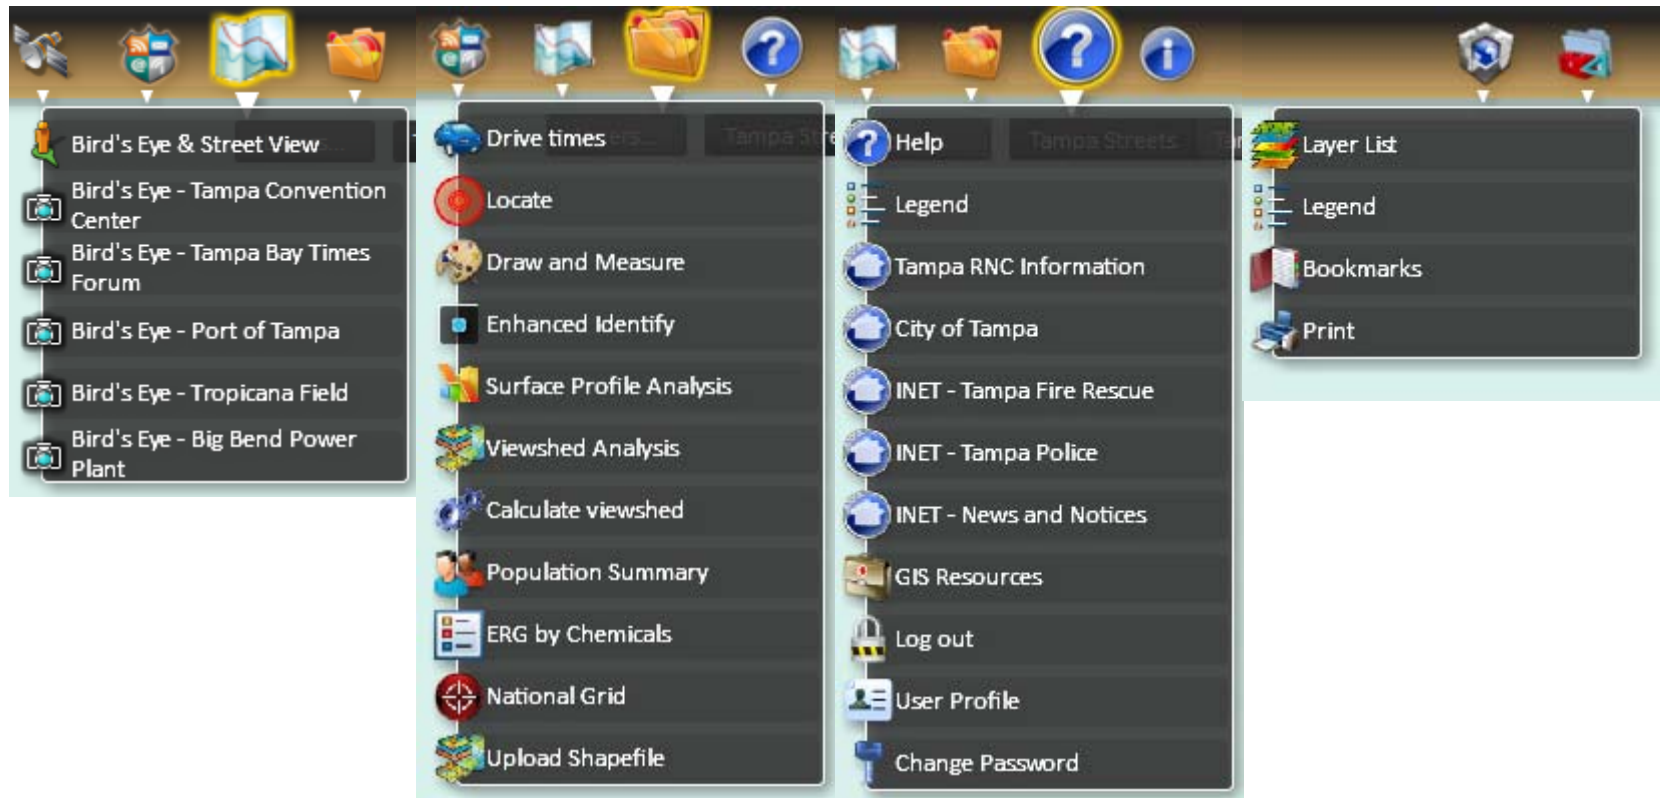 Bird's Eye & Street View
Bird's Eye - Tampa Convention
Center
Bird's Eye - Tampa Bay Times
Forum
Bird's Eye - Port of Tampa
Bird's Eye - Tropicana Field
Bird's Eye - Big Bend Power
Plant
Drive times
Tampa Stre
Locate
Draw and Measure
Enhanced Identify
Surface Profile Analysis
Viewshed Analysis
Calculate viewshed
Population Summary
ERG by Chemicals
National Grid
Upload Shapefile
Help
Tampa Streets
Legend
Tampa RNC Information
City of Tampa
INET - Tampa Fire Rescue
INET - Tampa Police
INET - News and Notices
GIS Resources
Log out
User Profile
Change Password
Layer List
Legend
Bookmarks
Print